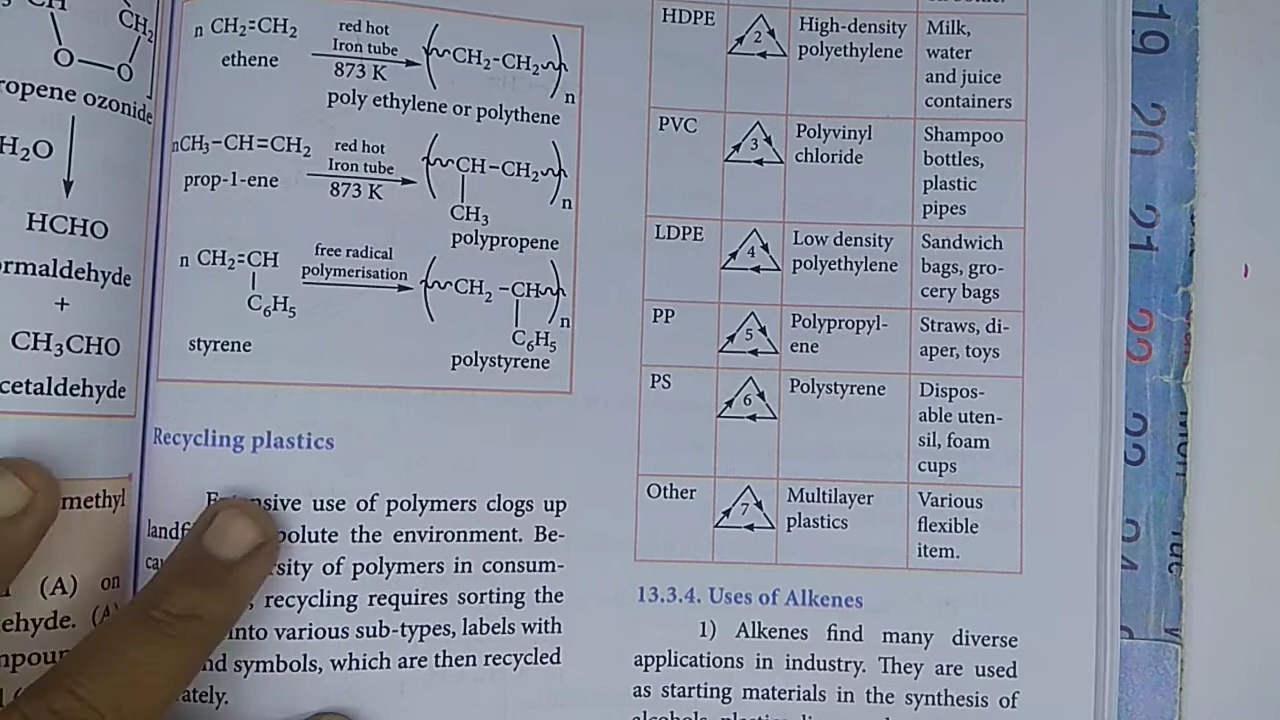 CH
CH₂
O—O
ropene ozonide
H₂O
HCHO
rmaldehyde
+
CH₃CHO
cetaldehyde
methyl
(A) on
ehyde. (A)
npour
n CH₂=CH₂ red hot Iron tube 873 K (CH₂-CH₂)n
ethene
poly ethylene or polythene
nCH₃−CH=CH₂ red hot Iron tube 873 K (CH−CH₂)n
prop-1-ene
CH₃
polypropene
n CH₂=CH free radical polymerisation (CH₂ −CH)n
C₆H₅ C₆H₅
styrene polystyrene
Recycling plastics
sive use of polymers clogs up
landf polute the environment. Be-
sity of polymers in consum-
, recycling requires sorting the
into various sub-types, labels with
nd symbols, which are then recycled
ately.
HDPE 2 High-density Milk,
polyethylene water
and juice
containers
PVC 3 Polyvinyl Shampoo
chloride bottles,
plastic
pipes
LDPE 4 Low density Sandwich
polyethylene bags, gro-
cery bags
PP 5 Polypropyl- Straws, di-
ene aper, toys
PS 6 Polystyrene Dispos-
able uten-
sil, foam
cups
Other 7 Multilayer Various
plastics flexible
item.
13.3.4. Uses of Alkenes
1) Alkenes find many diverse
applications in industry. They are used
as starting materials in the synthesis of
19
20
21
22